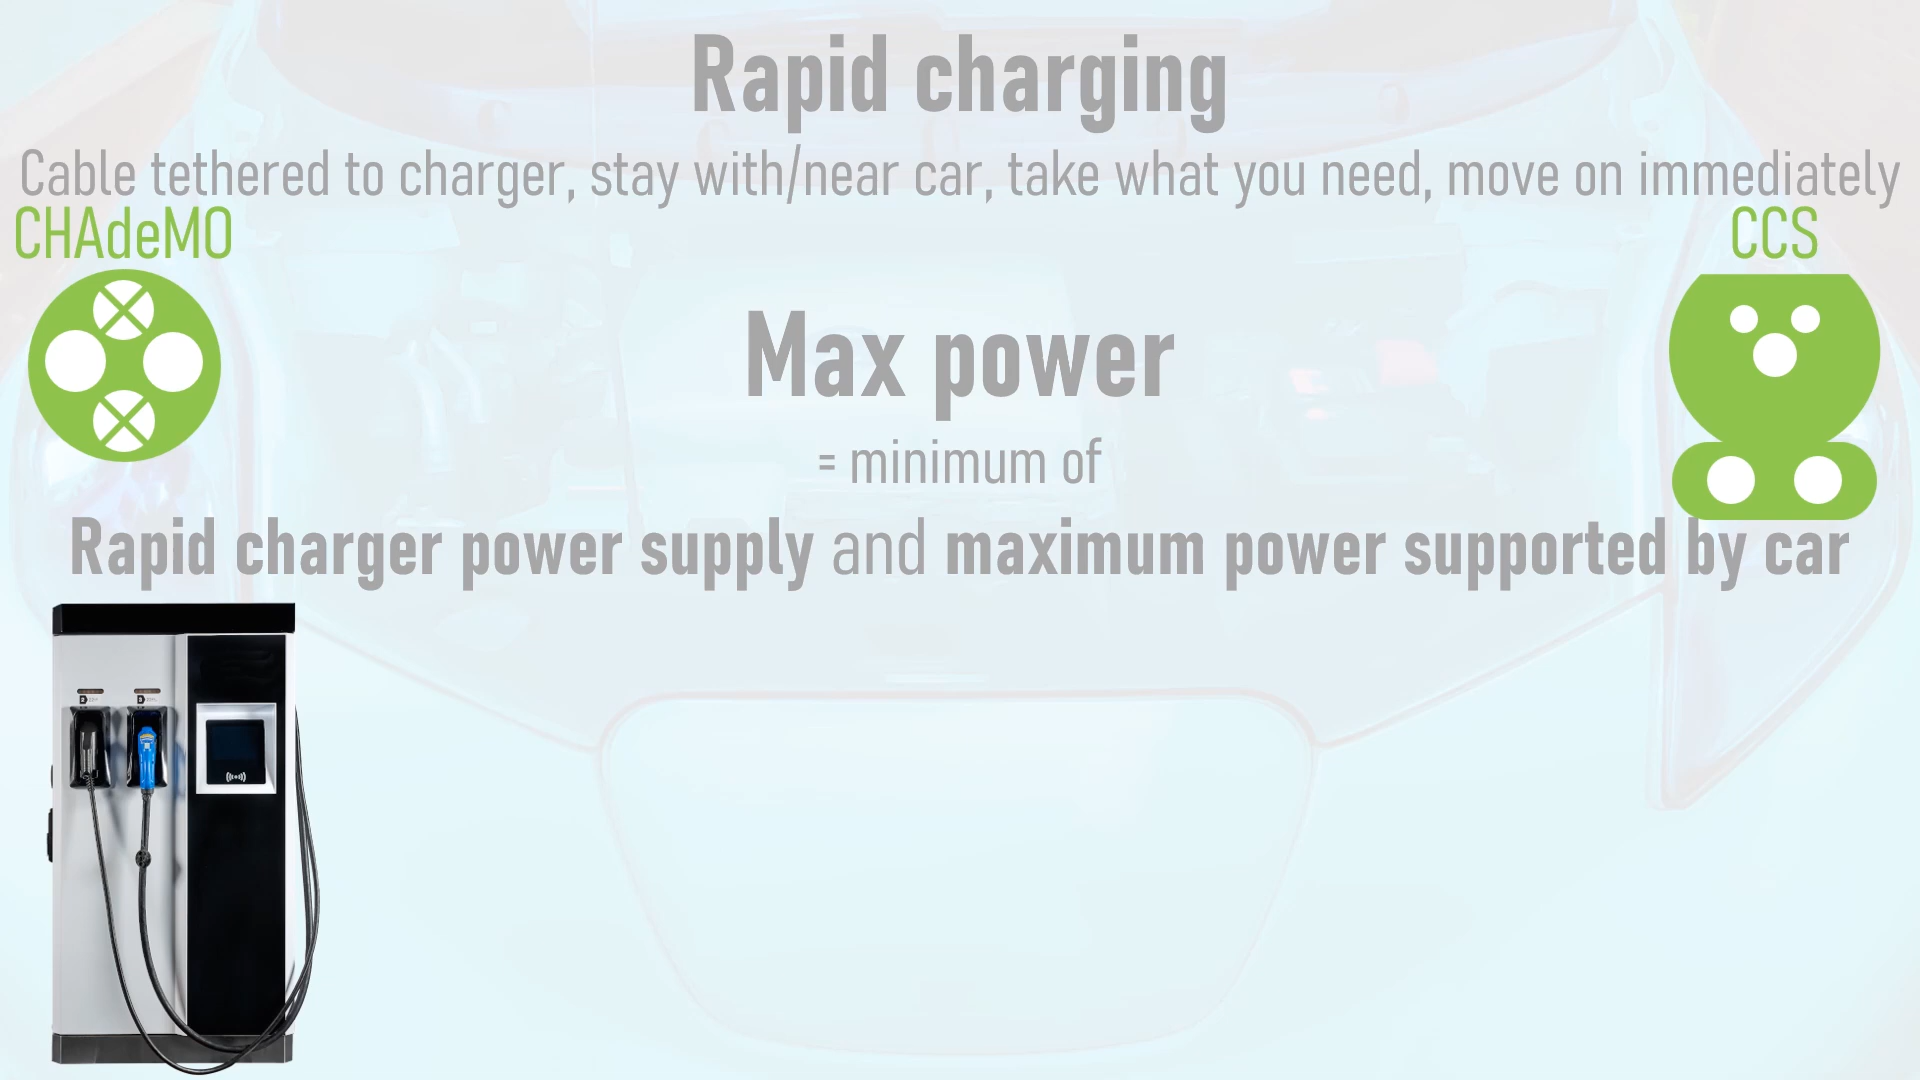 Rapid charging
Cable tethered to charger, stay with/near car, take what you need, move on immediately
CHAdeMO
CCS
Max power
= minimum of
Rapid charger power supply and maximum power supported by car